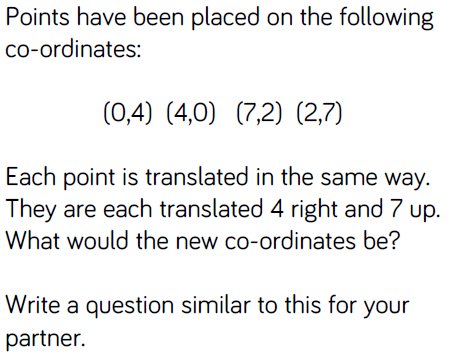 Points have been placed on the following
co-ordinates:
(0,4) (4,0) (7,2) (2,7)
Each point is translated in the same way.
They are each translated 4 right and 7 up.
What would the new co-ordinates be?
Write a question similar to this for your
partner.